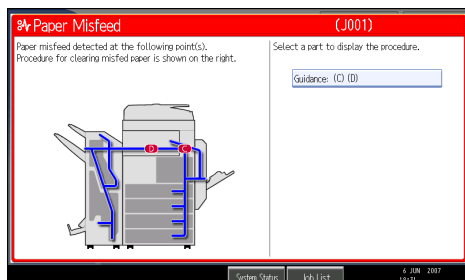 Paper Misfeed (J001)
Paper misfeed detected at the following point(s).
Procedure for clearing misfed paper is shown on the right.
Select a part to display the procedure.
Guidance: (C) (D)
D C
System Status Job List 6 JUN 2007